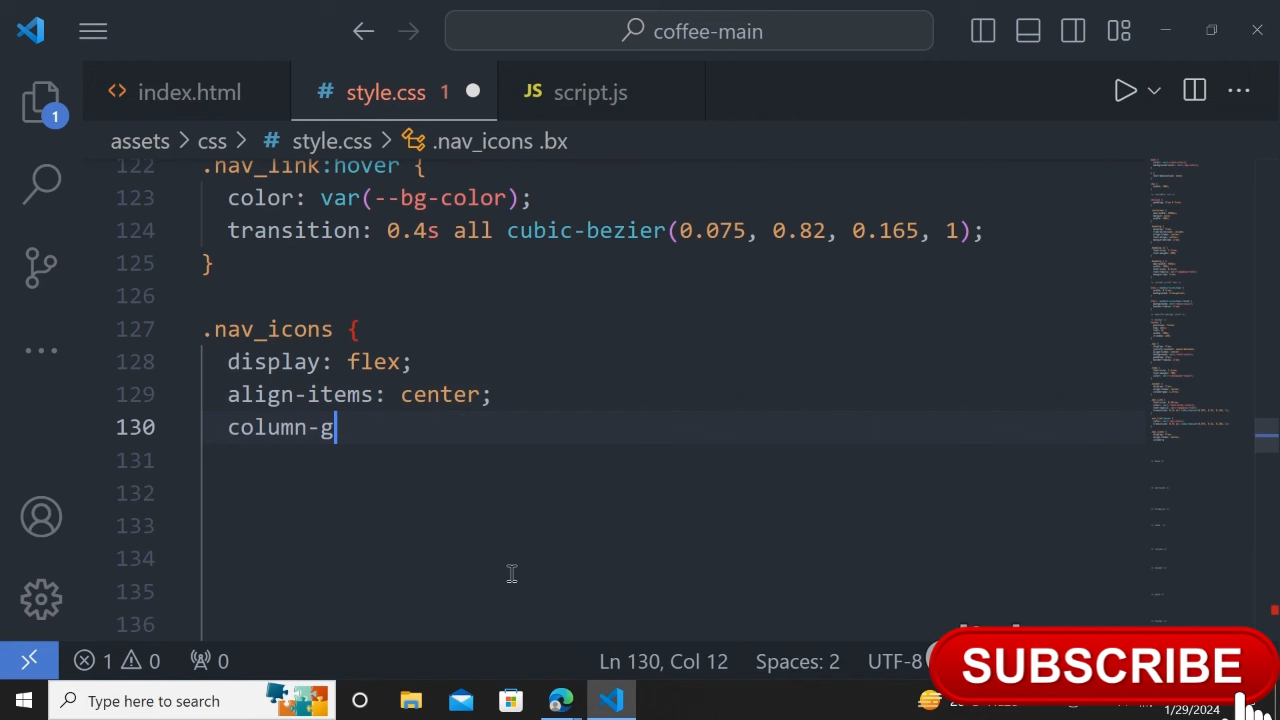 coffee-main
index.html
style.css 1
script.js
assets > css > # style.css > .nav_icons .bx
122 .nav_link:hover {
123 color: var(--bg-color);
124 transition: 0.4s all cubic-bezier(0.075, 0.82, 0.165, 1);
125 }
126
127 .nav_icons {
128 display: flex;
129 align-items: center;
130 column-g
131
132
133
134
135
136
1
1 0 0
Ln 130, Col 12 Spaces: 2 UTF-8
SUBSCRIBE
Type here to search
1/29/2024